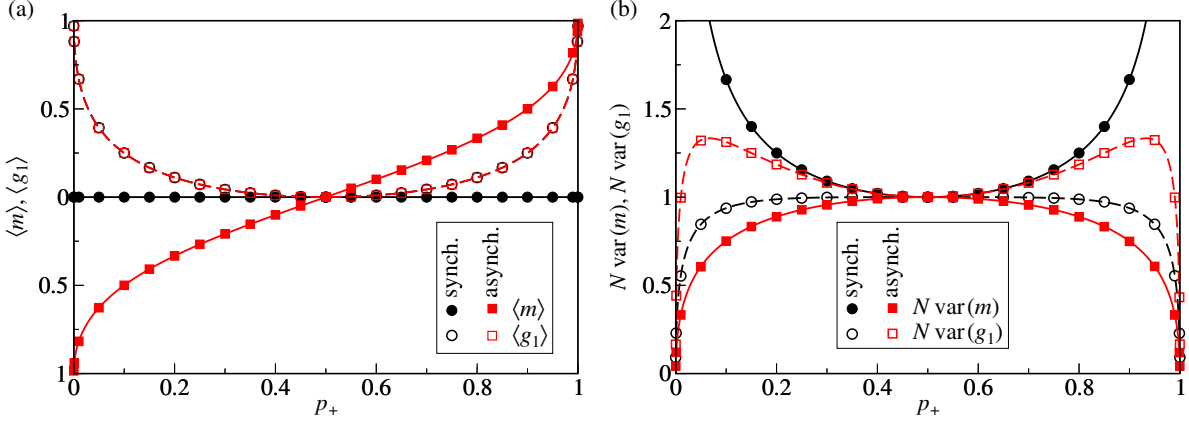 (a)
1
0.5
0
0.5
1
⟨m⟩, ⟨g₁⟩
0 0.2 0.4 0.6 0.8 1
p₊
synch.
asynch.
⟨m⟩
⟨g₁⟩
(b)
2
1.5
1
0.5
0
N var(m), N var(g₁)
0 0.2 0.4 0.6 0.8 1
p₊
synch.
asynch.
N var(m)
N var(g₁)